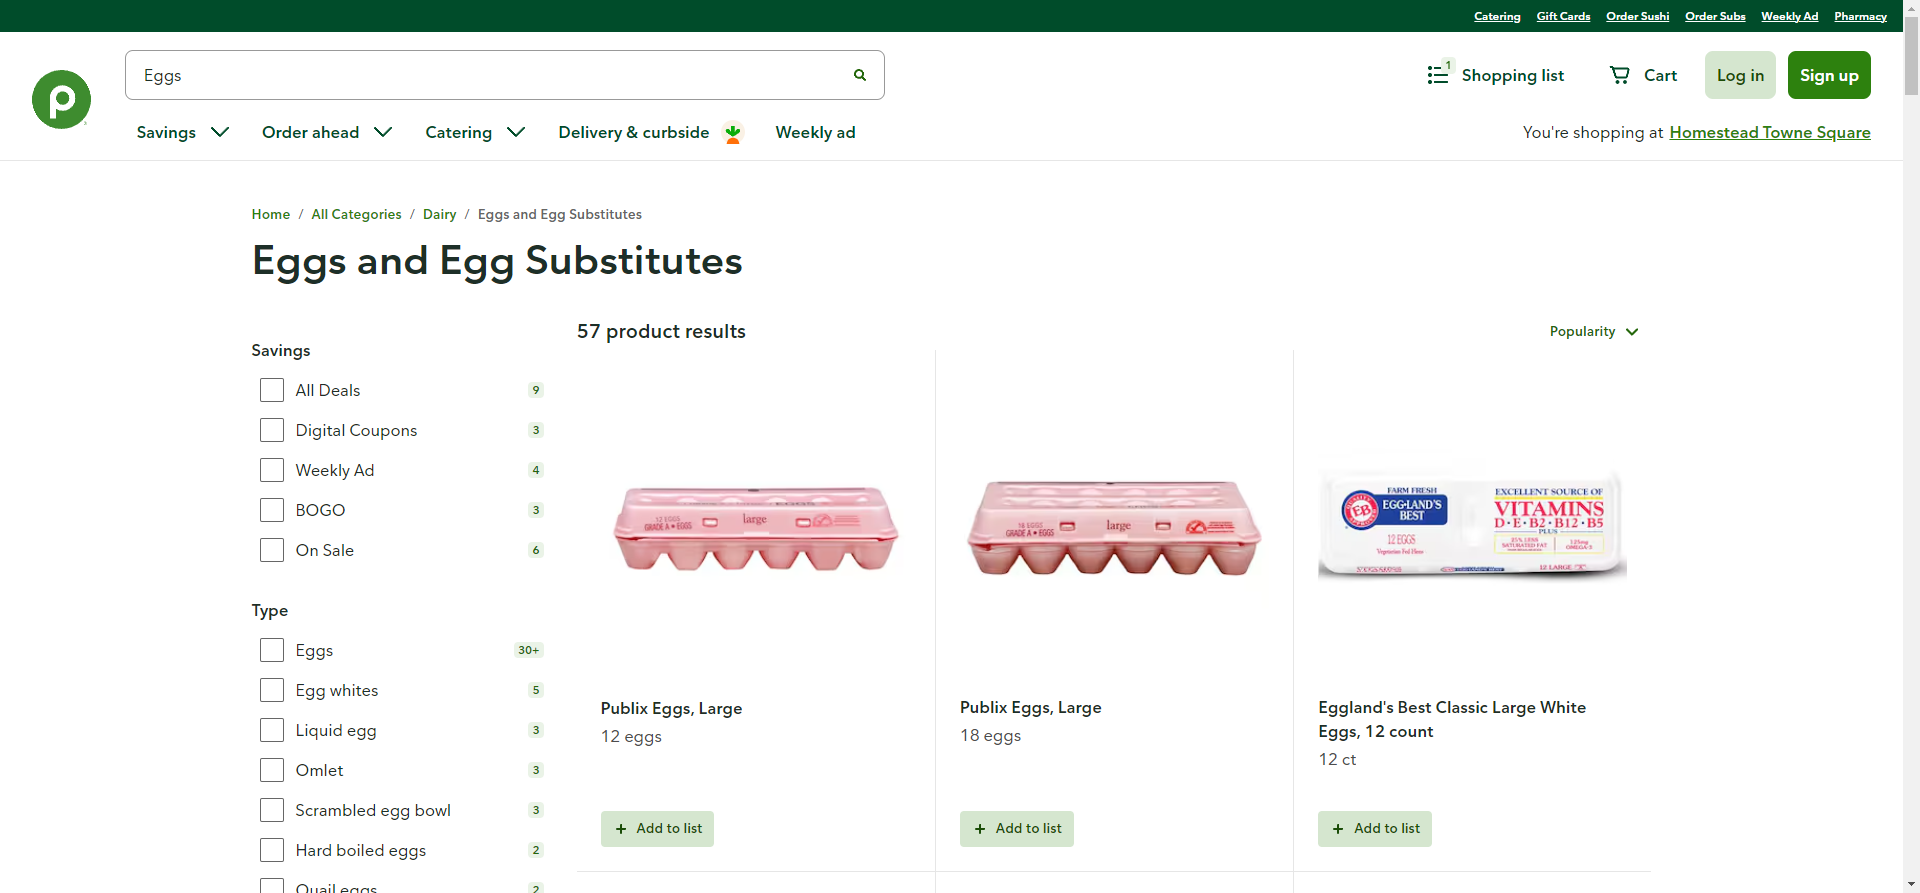 Catering Gift Cards Order Sushi Order Subs Weekly Ad Pharmacy
Eggs
1
Shopping list
Cart
Log in
Sign up
Savings
Order ahead
Catering
Delivery & curbside
Weekly ad
You're shopping at Homestead Towne Square
Home / All Categories / Dairy / Eggs and Egg Substitutes
Eggs and Egg Substitutes
57 product results
Popularity
Savings
All Deals 9
Digital Coupons 3
Weekly Ad 4
BOGO 3
On Sale 6
Type
Eggs 30+
Egg whites 5
Liquid egg 3
Omlet 3
Scrambled egg bowl 3
Hard boiled eggs 2
Quail eggs 2
12 EGGS
GRADE A • EGGS
large
Publix Eggs, Large
12 eggs
+ Add to list
18 EGGS
GRADE A • EGGS
large
Publix Eggs, Large
18 eggs
+ Add to list
FARM FRESH
EB
EGG•LAND'S
BEST
12 EGGS
Vegetarian Fed Hens
EXCELLENT SOURCE OF
VITAMINS
D • E • B2 • B12 • B5
PLUS
25% LESS
SATURATED FAT
125mg
OMEGA-3
12 LARGE
Eggland's Best Classic Large White
Eggs, 12 count
12 ct
+ Add to list